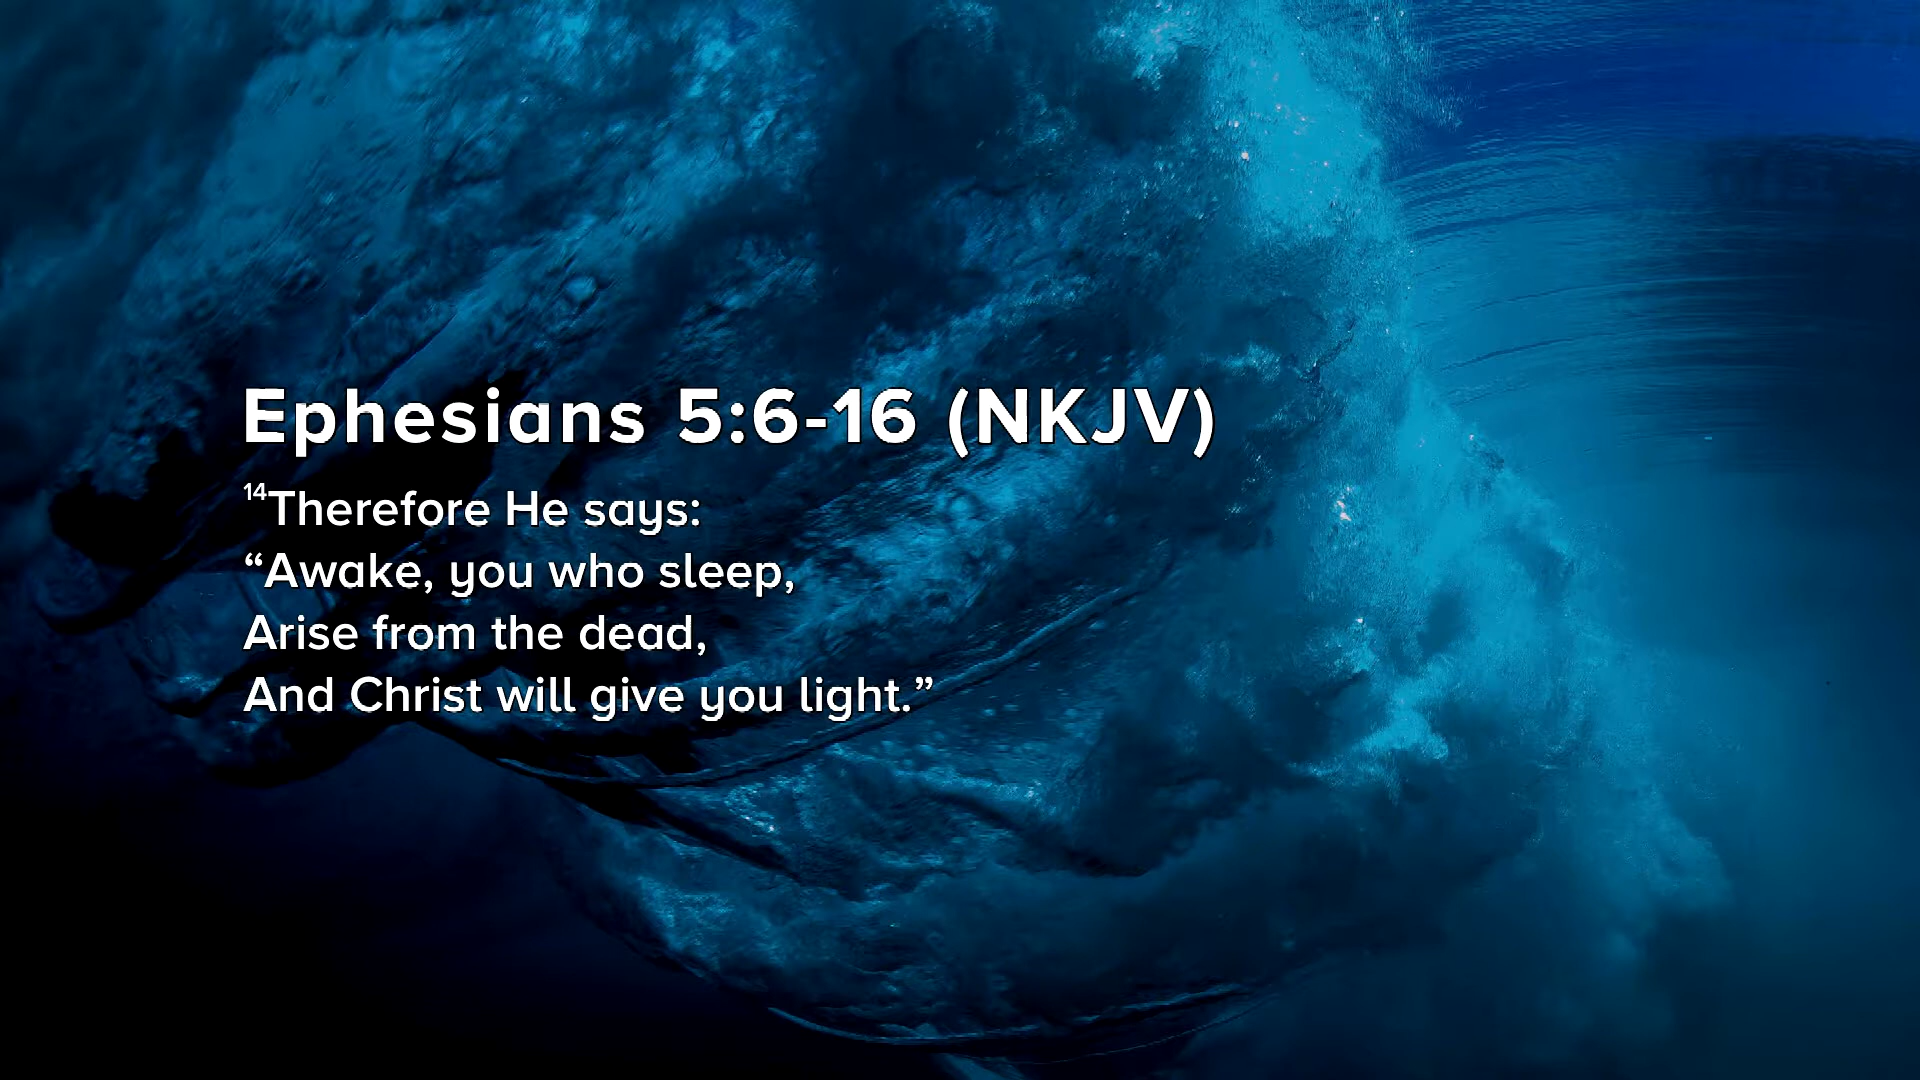 Ephesians 5:6-16 (NKJV)
14Therefore He says:
“Awake, you who sleep,
Arise from the dead,
And Christ will give you light.”